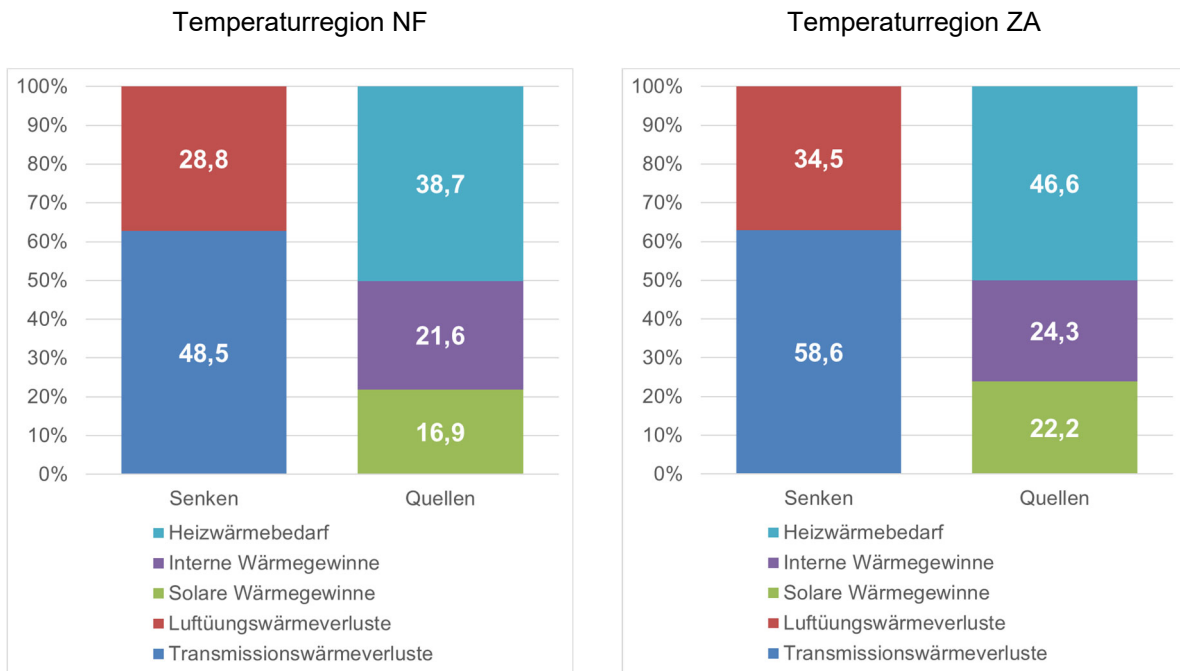 Temperaturregion NF
100%
90%
80%
70%
60%
50%
40%
30%
20%
10%
0%
28,8
48,5
38,7
21,6
16,9
Senken
Quellen
Heizwärmebedarf
Interne Wärmegewinne
Solare Wärmegewinne
Luftüungswärmeverluste
Transmissionswärmeverluste
Temperaturregion ZA
100%
90%
80%
70%
60%
50%
40%
30%
20%
10%
0%
34,5
58,6
46,6
24,3
22,2
Senken
Quellen
Heizwärmebedarf
Interne Wärmegewinne
Solare Wärmegewinne
Luftüungswärmeverluste
Transmissionswärmeverluste